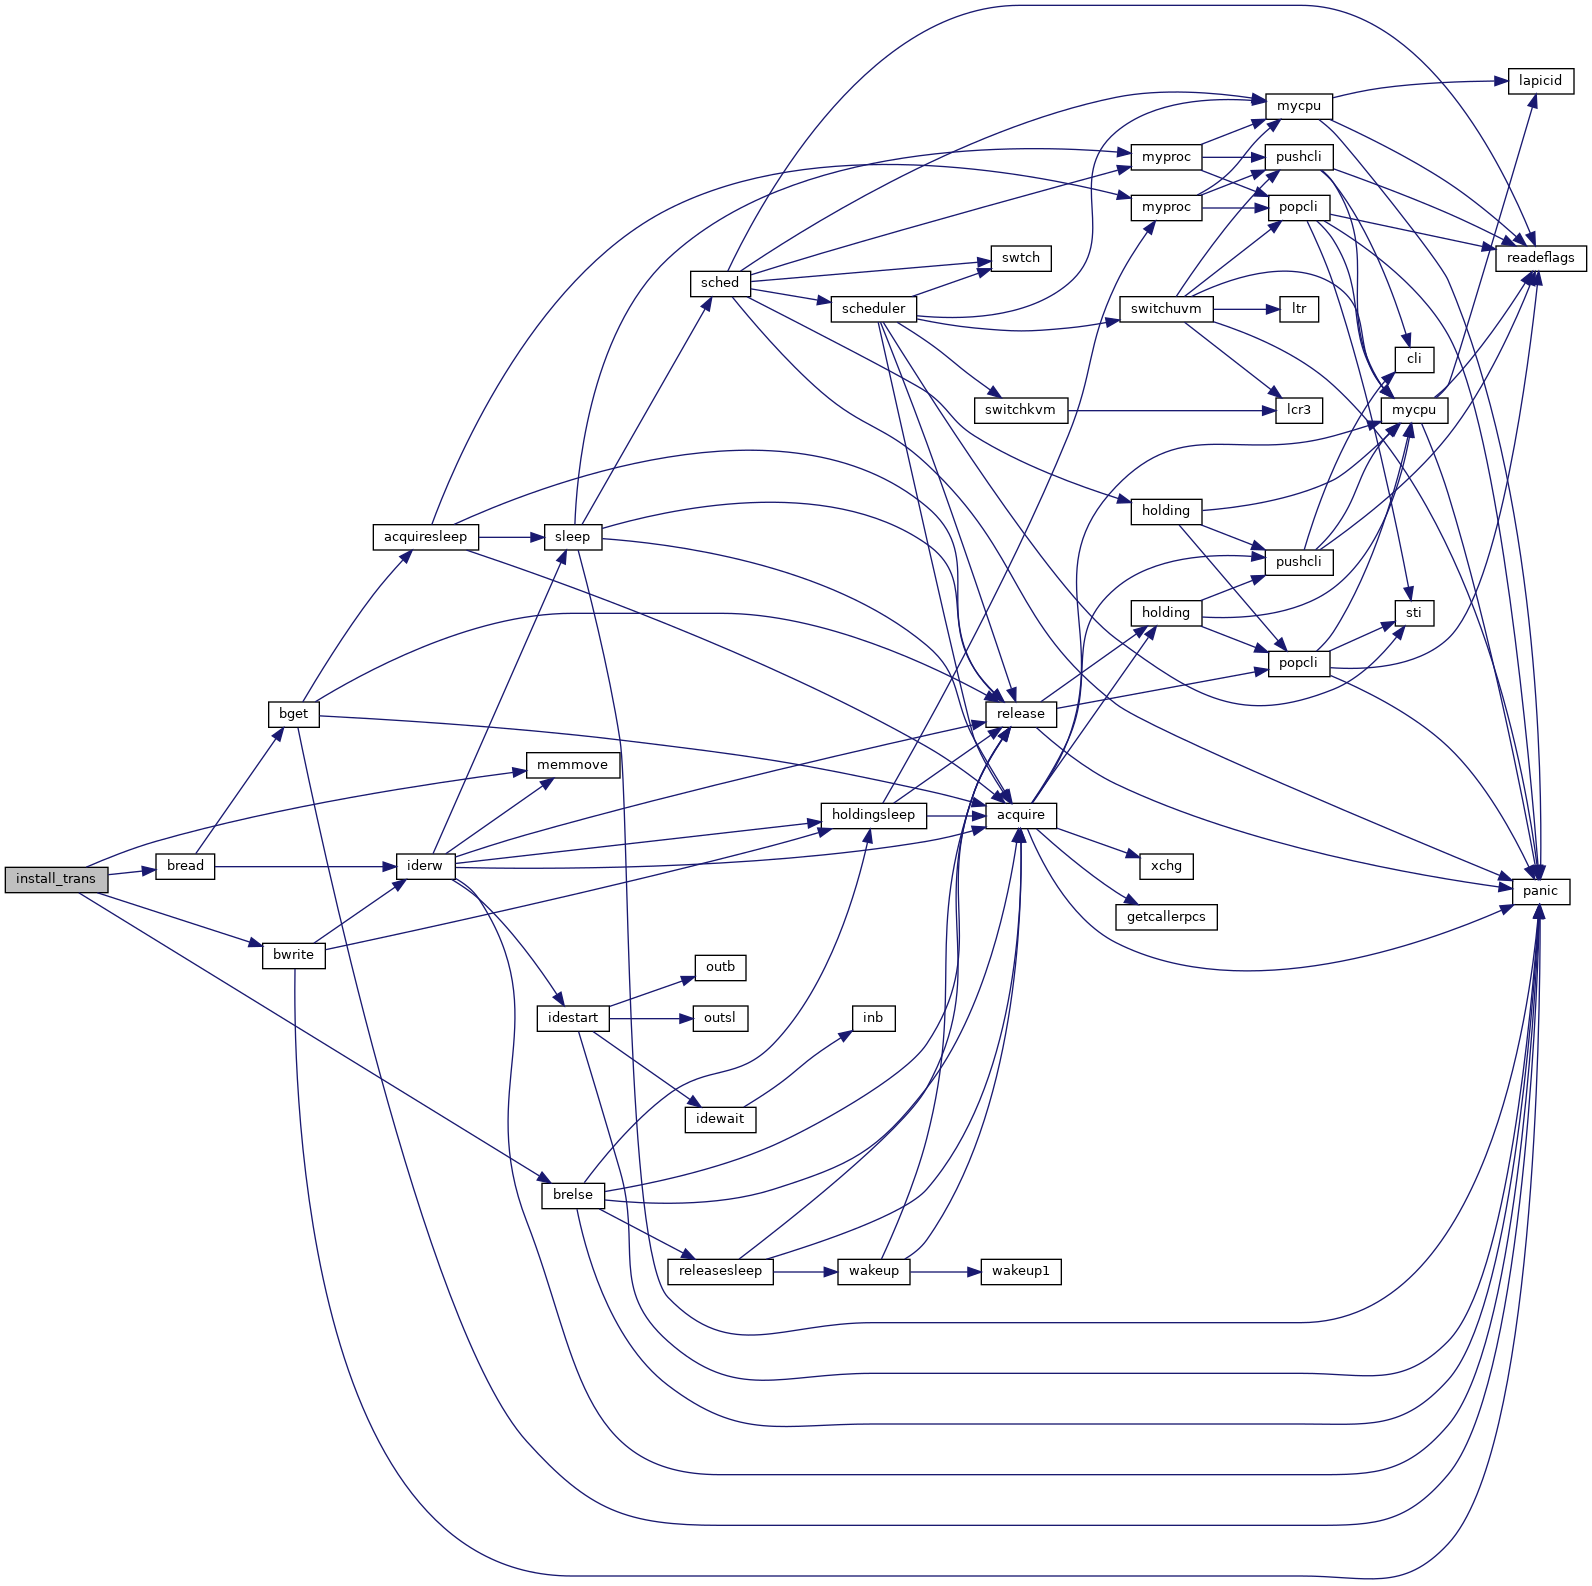 lapicid
mycpu
myproc
pushcli
myproc
popcli
swtch
readeflags
sched
scheduler
switchuvm
ltr
cli
switchkvm
lcr3
mycpu
holding
acquiresleep
sleep
pushcli
holding
sti
popcli
bget
release
memmove
holdingsleep
acquire
install_trans
bread
iderw
xchg
panic
getcallerpcs
bwrite
outb
idestart
outsl
inb
idewait
brelse
releasesleep
wakeup
wakeup1